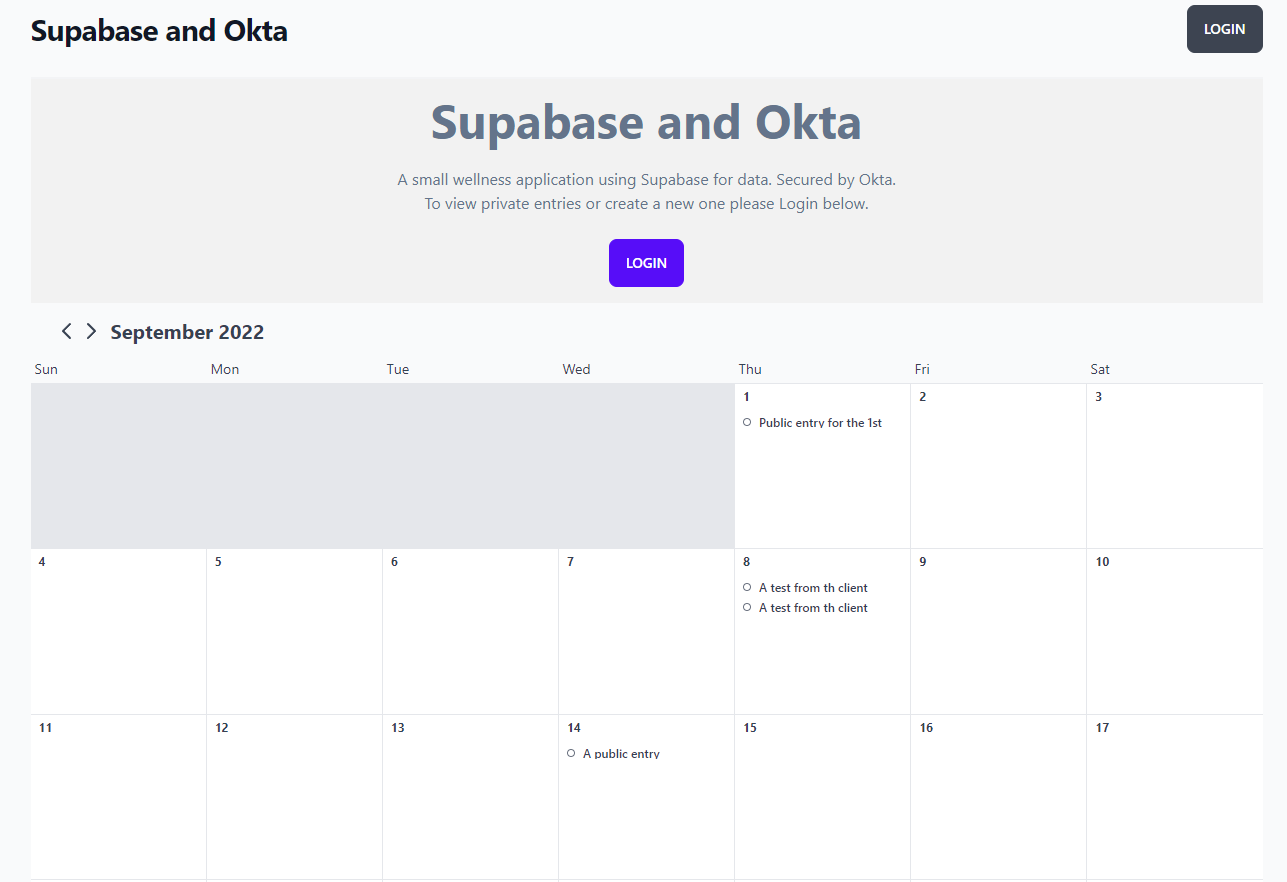 Supabase and Okta
LOGIN
Supabase and Okta
A small wellness application using Supabase for data. Secured by Okta.
To view private entries or create a new one please Login below.
LOGIN
September 2022
Sun Mon Tue Wed Thu Fri Sat
1 2 3
Public entry for the 1st
4 5 6 7 8 9 10
A test from th client
A test from th client
11 12 13 14 15 16 17
A public entry